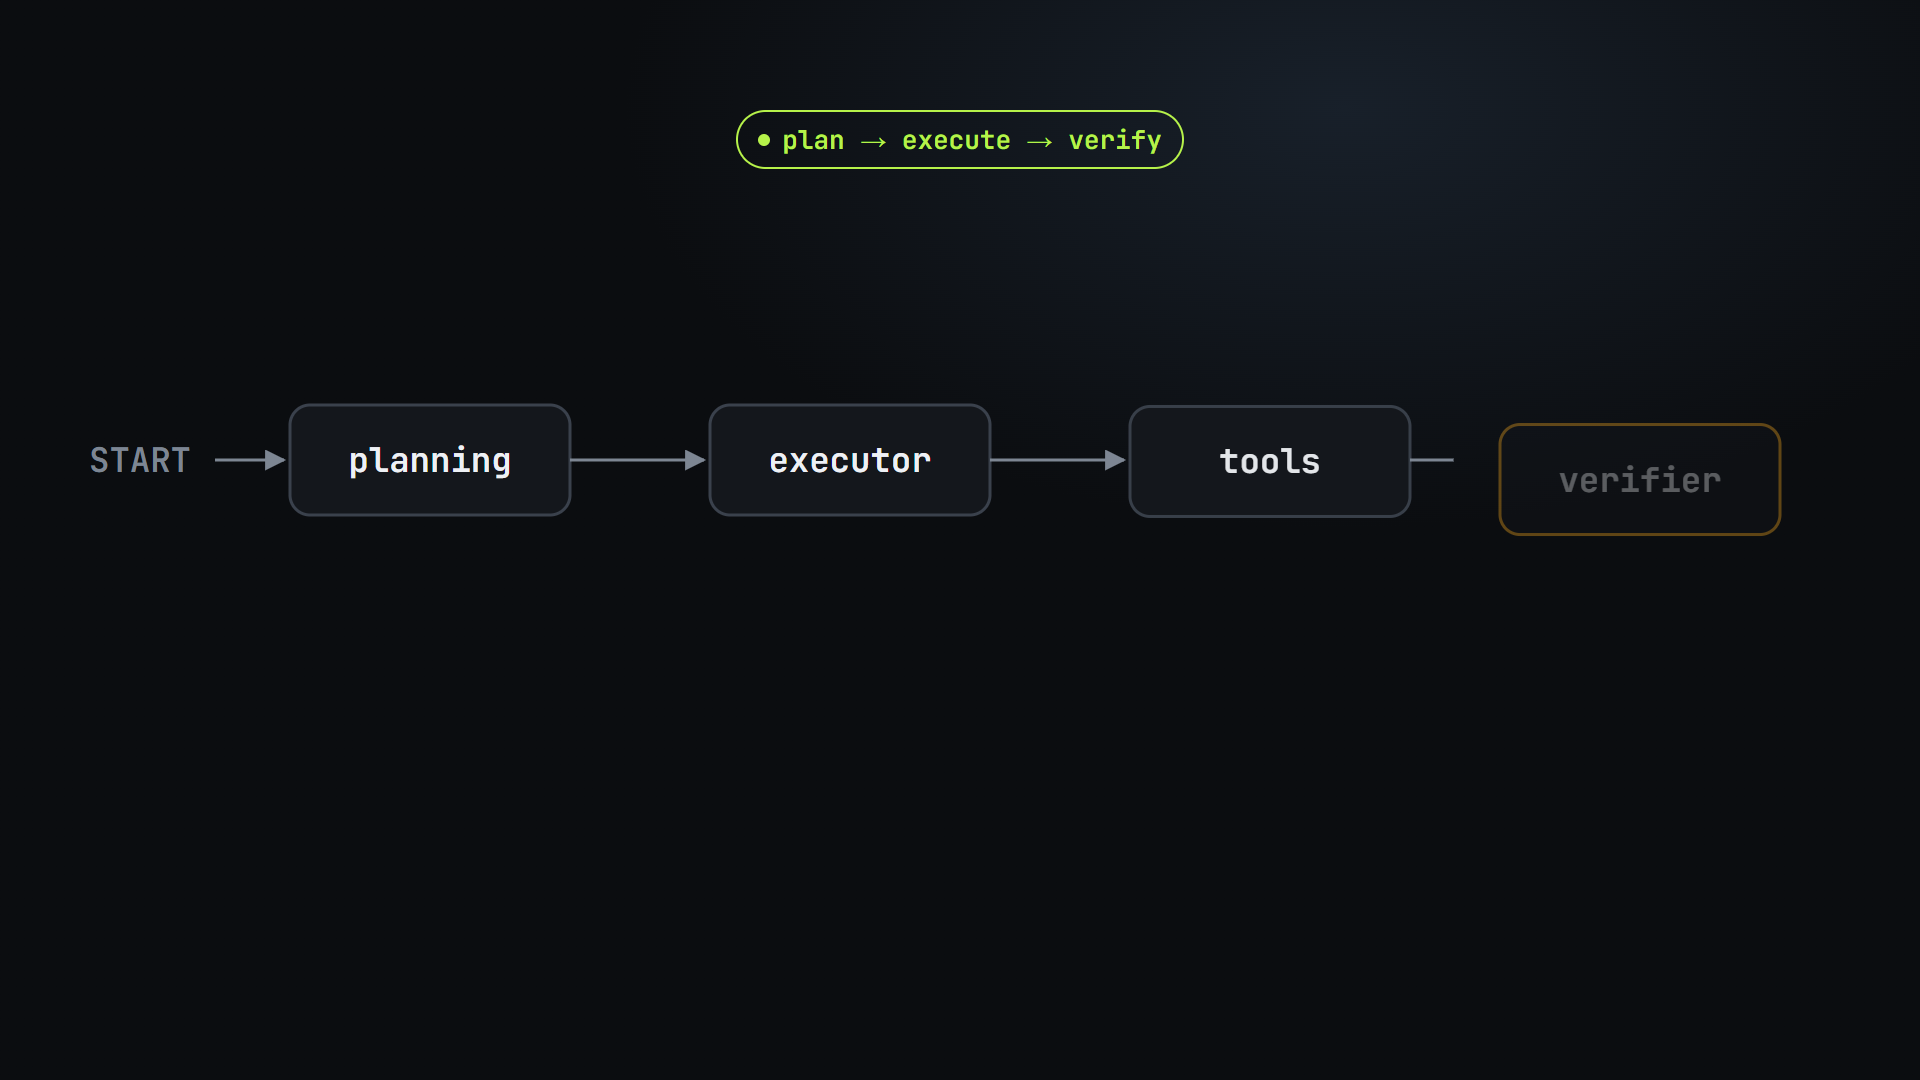 plan → execute → verify
START
planning
executor
tools
verifier